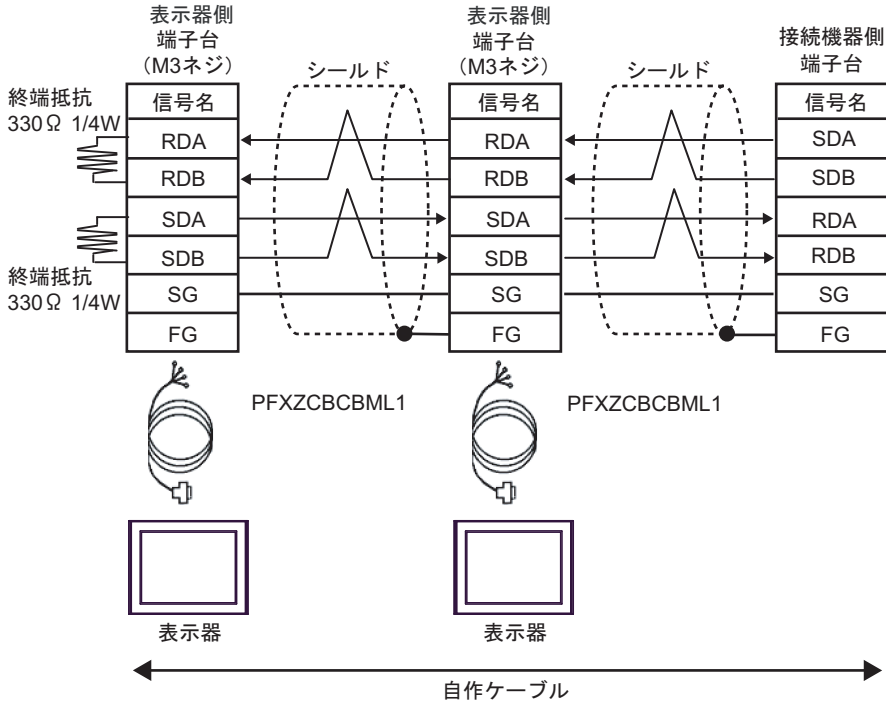 表示器側
端子台
（M3ネジ）
表示器側
端子台
（M3ネジ）
接続機器側
端子台
シールド
シールド
終端抵抗
330Ω 1/4W
終端抵抗
330Ω 1/4W
信号名
RDA
RDB
SDA
SDB
SG
FG
信号名
RDA
RDB
SDA
SDB
SG
FG
信号名
SDA
SDB
RDA
RDB
SG
FG
PFXZCBCBML1
PFXZCBCBML1
表示器
表示器
自作ケーブル